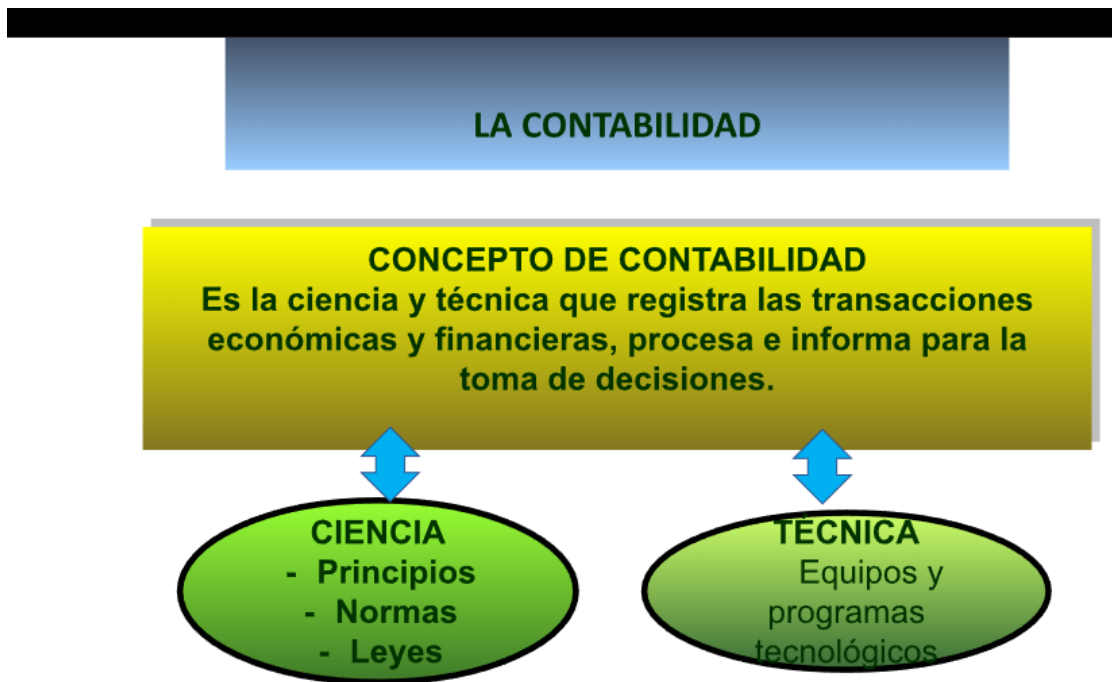 LA CONTABILIDAD
CONCEPTO DE CONTABILIDAD
Es la ciencia y técnica que registra las transacciones
económicas y financieras, procesa e informa para la
toma de decisiones.
CIENCIA
- Principios
- Normas
- Leyes
TÉCNICA
Equipos y
programas
tecnológicos